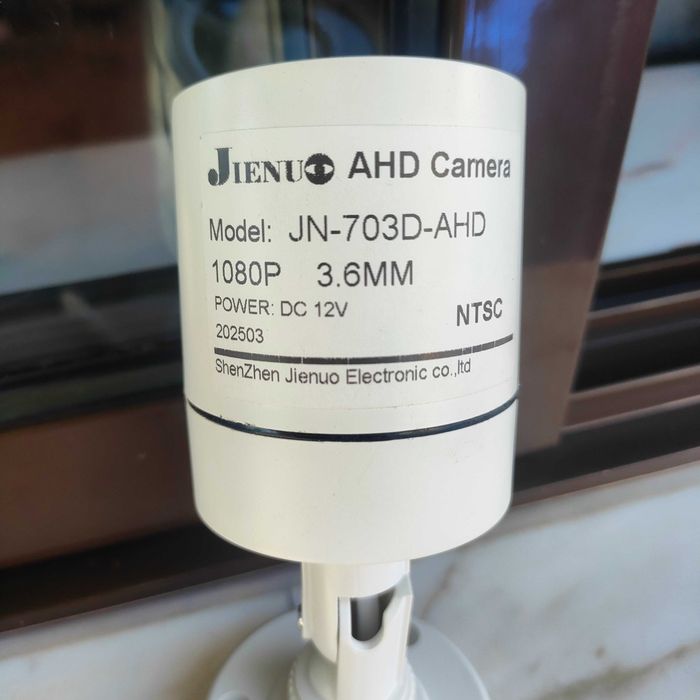 JIENUO AHD Camera
Model: JN-703D-AHD
1080P 3.6MM
POWER: DC 12V NTSC
202503
ShenZhen Jienuo Electronic co.,ltd